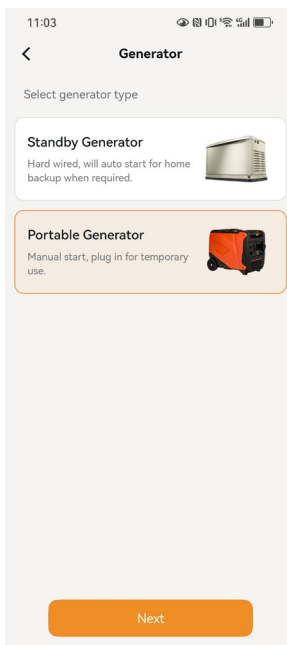 11:03
Generator
Select generator type
Standby Generator
Hard wired, will auto start for home
backup when required.
Portable Generator
Manual start, plug in for temporary
use.
Next